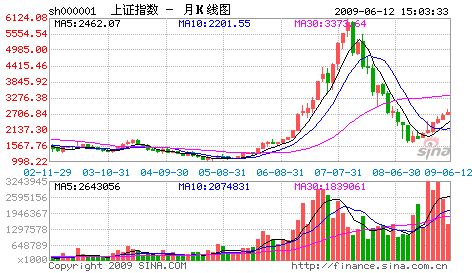 sh000001 上证指数 - 月K线图 2009-06-12 15:03:33
6124.08 MA5:2462.07 MA10:2201.55 MA30:3373.64
5554.54
4985.00
4415.46
3845.92
3276.38
2706.84
2137.30
1567.76
998.22
sina
02-11-29 03-10-31 04-09-30 05-08-31 06-08-31 07-07-31 08-06-30 09-06-12
3243945 MA5:2643056 MA10:2074831 MA30:1839061
2595156
1946367
1297578
648789
x1000
Copyright 2009 SINA.COM http://finance.sina.com.cn